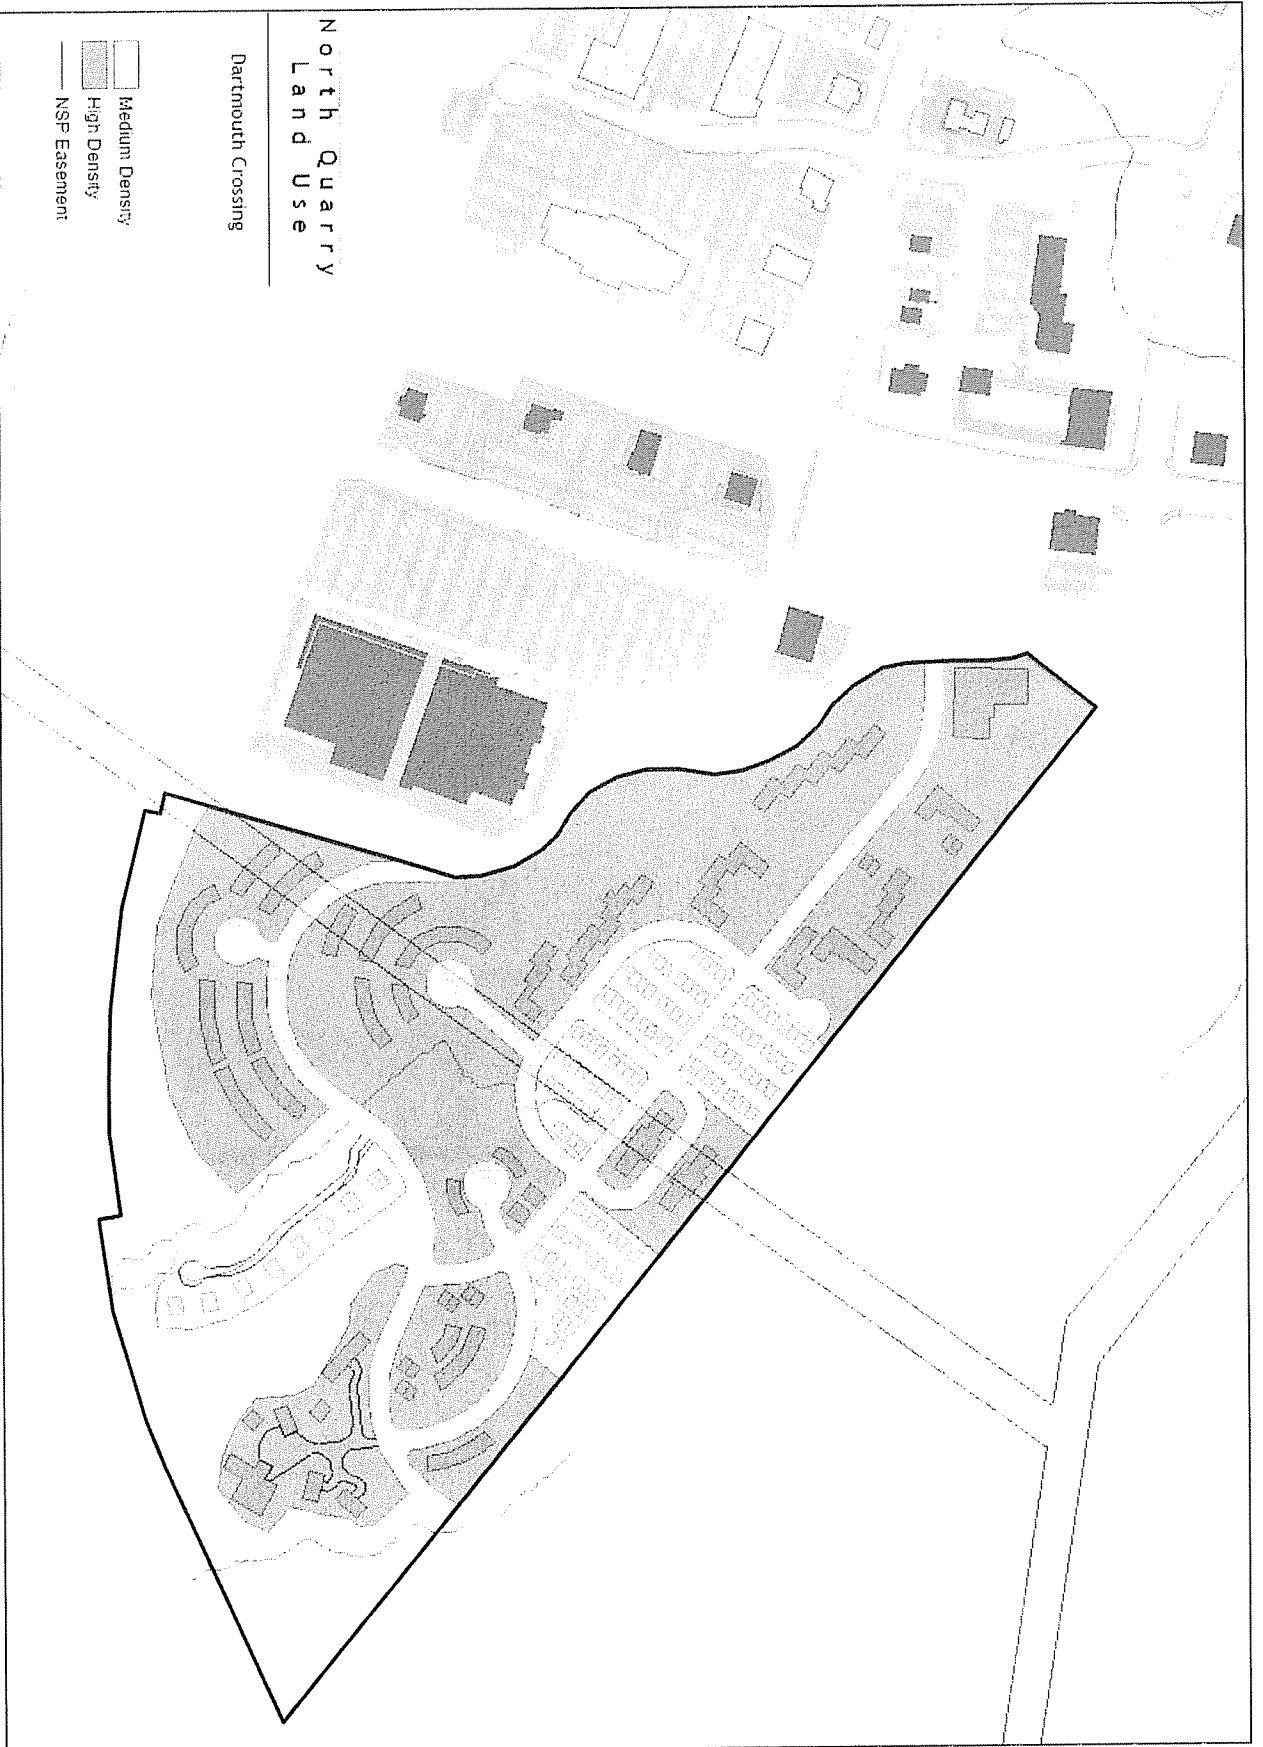 North Quarry
Land Use
Dartmouth Crossing
Medium Density
High Density
NSP Easement